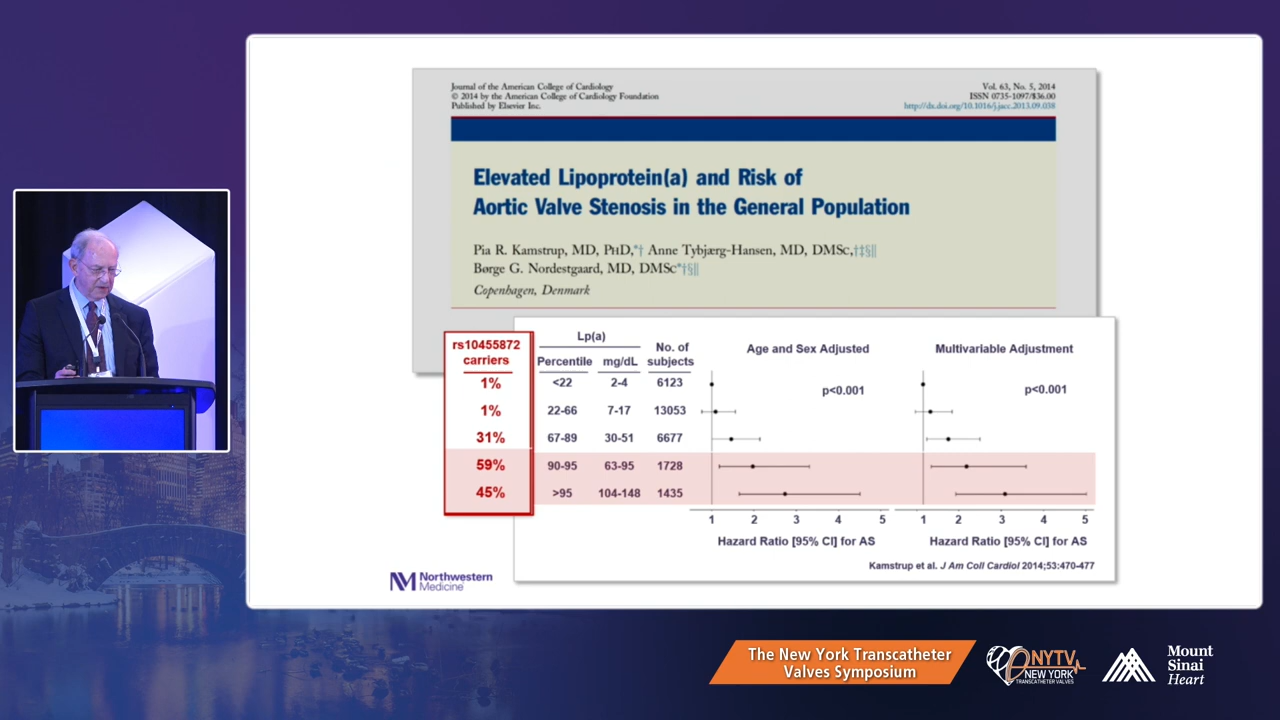 Journal of the American College of Cardiology
© 2014 by the American College of Cardiology Foundation
Published by Elsevier Inc.
Vol. 63, No. 5, 2014
ISSN 0735-1097/$36.00
http://dx.doi.org/10.1016/j.jacc.2013.09.038
Elevated Lipoprotein(a) and Risk of
Aortic Valve Stenosis in the General Population
Pia R. Kamstrup, MD, PHD,*† Anne Tybjærg-Hansen, MD, DMSC,†‡§||
Børge G. Nordestgaard, MD, DMSC*†§||
Copenhagen, Denmark
rs10455872
carriers
Lp(a)
Percentile mg/dL
No. of
subjects
Age and Sex Adjusted
Multivariable Adjustment
1% <22 2-4 6123
p<0.001 p<0.001
1% 22-66 7-17 13053
31% 67-89 30-51 6677
59% 90-95 63-95 1728
45% >95 104-148 1435
1 2 3 4 5
1 2 3 4 5
Hazard Ratio [95% CI] for AS
Hazard Ratio [95% CI] for AS
Kamstrup et al. J Am Coll Cardiol 2014;53:470-477
NM Northwestern
Medicine
The New York Transcatheter
Valves Symposium
NYTV
NEW YORK
TRANSCATHETER VALVES
Mount
Sinai
Heart